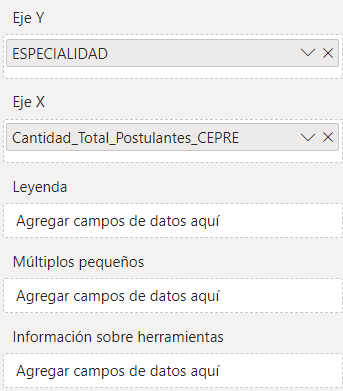 Eje Y
ESPECIALIDAD
Eje X
Cantidad_Total_Postulantes_CEPRE
Leyenda
Agregar campos de datos aquí
Múltiplos pequeños
Agregar campos de datos aquí
Información sobre herramientas
Agregar campos de datos aquí